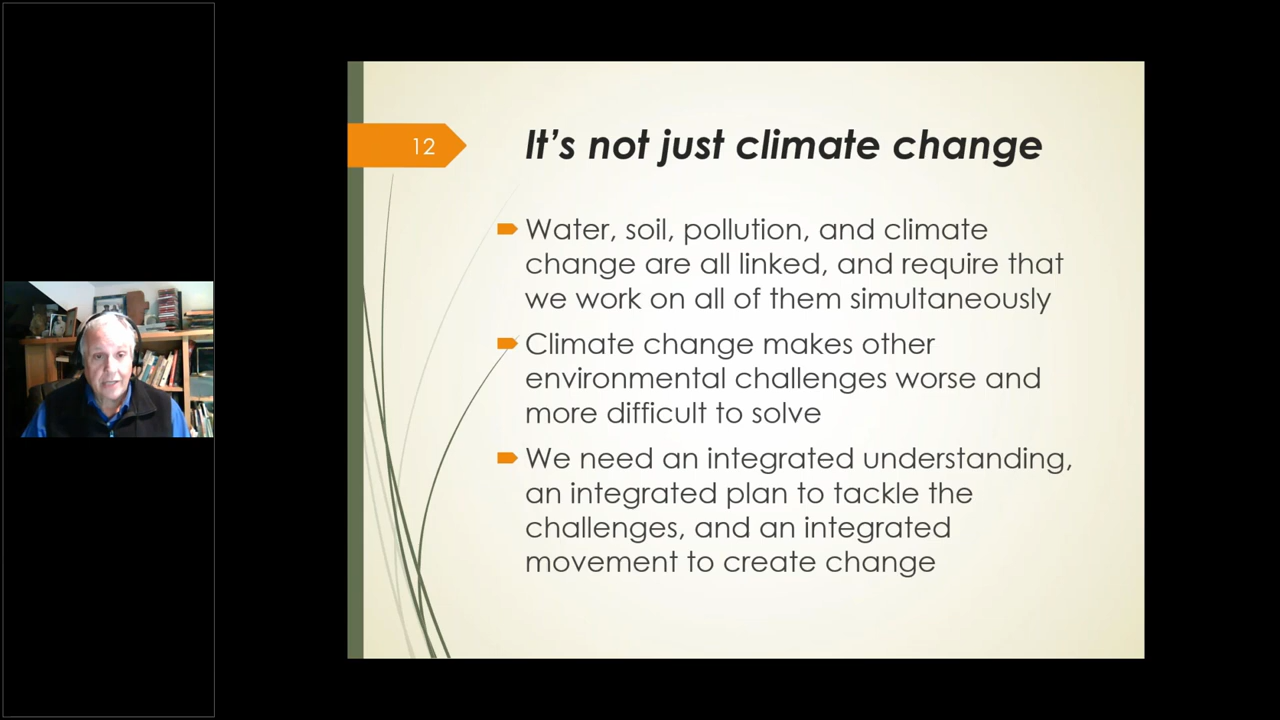 12
It's not just climate change
Water, soil, pollution, and climate
change are all linked, and require that
we work on all of them simultaneously
Climate change makes other
environmental challenges worse and
more difficult to solve
We need an integrated understanding,
an integrated plan to tackle the
challenges, and an integrated
movement to create change